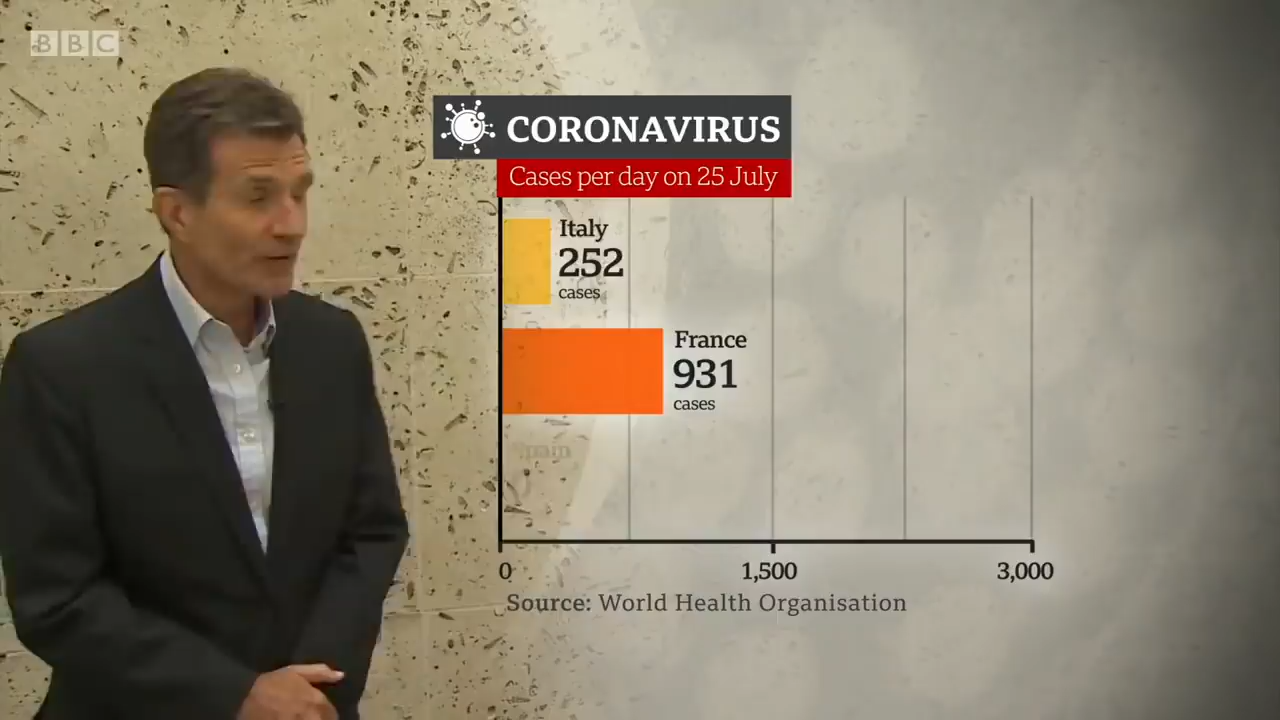 BBC
CORONAVIRUS
Cases per day on 25 July
Italy
252
cases
France
931
cases
0
1,500
3,000
Source: World Health Organisation